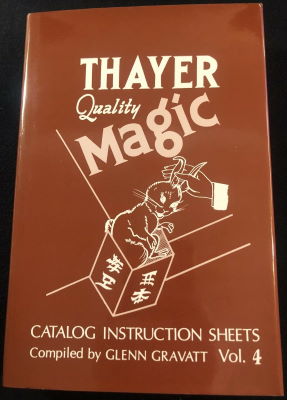 THAYER
Quality
Magic
CATALOG INSTRUCTION SHEETS
Compiled by GLENN GRAVATT Vol. 4